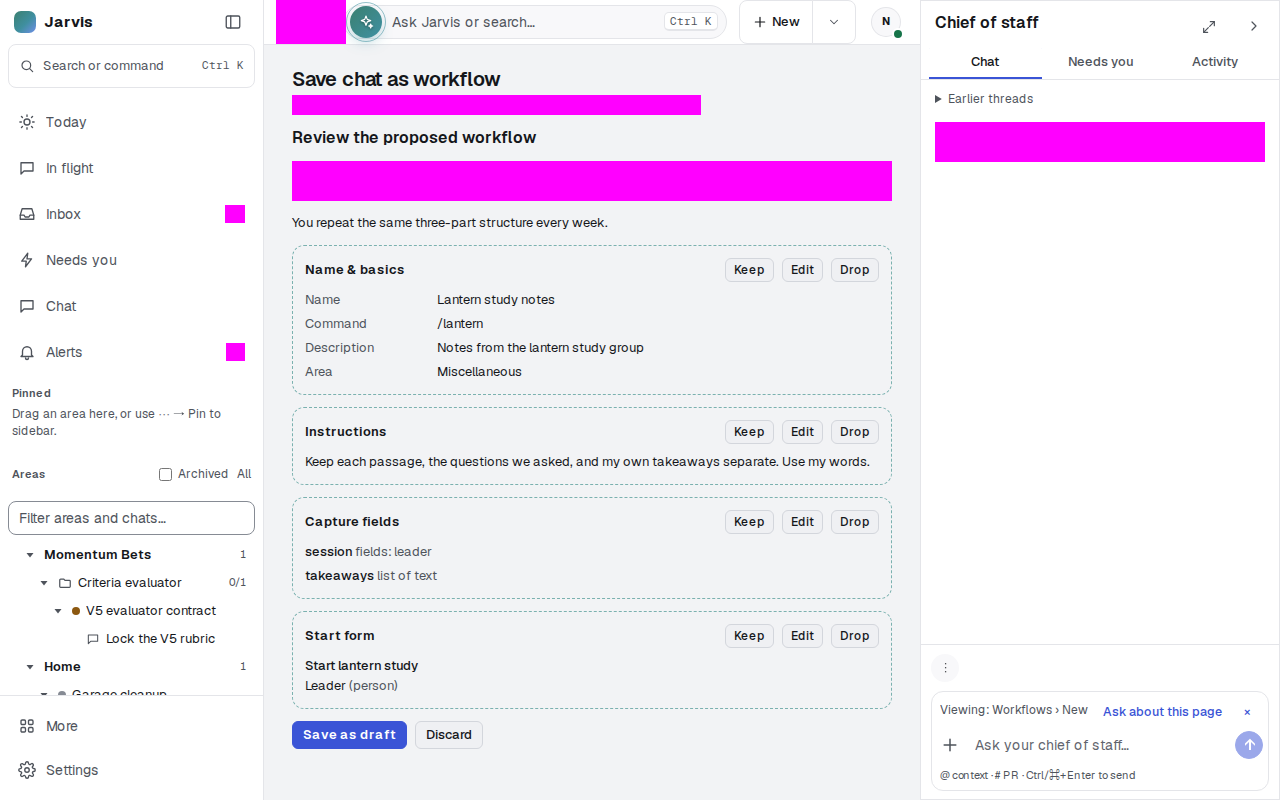 Jarvis
Search or command Ctrl K
Today
In flight
Inbox
Needs you
Chat
Alerts
Pinned
Drag an area here, or use ··· → Pin to
sidebar.
Areas Archived All
Filter areas and chats...
Momentum Bets 1
Criteria evaluator 0/1
V5 evaluator contract
Lock the V5 rubric
Home 1
Garage cleanup
More
Settings
Ask Jarvis or search... Ctrl K
New
N
Save chat as workflow
Review the proposed workflow
You repeat the same three-part structure every week.
Name & basics Keep Edit Drop
Name Lantern study notes
Command /lantern
Description Notes from the lantern study group
Area Miscellaneous
Instructions Keep Edit Drop
Keep each passage, the questions we asked, and my own takeaways separate. Use my words.
Capture fields Keep Edit Drop
session fields: leader
takeaways list of text
Start form Keep Edit Drop
Start lantern study
Leader (person)
Save as draft Discard
Chief of staff
Chat Needs you Activity
Earlier threads
Viewing: Workflows › New Ask about this page ×
Ask your chief of staff...
@ context · # PR · Ctrl/⌘+Enter to send